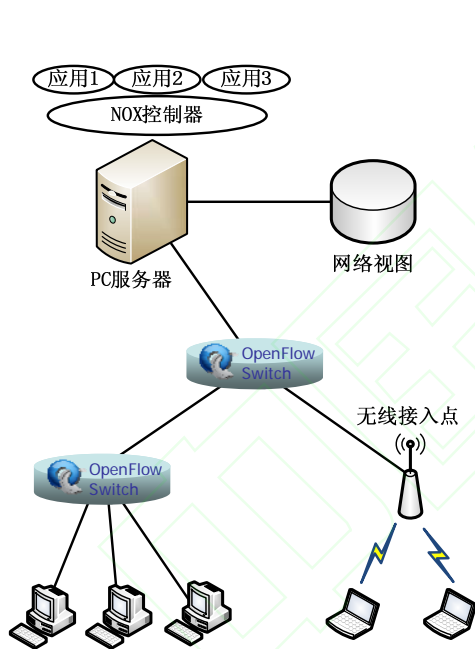 应用1 应用2 应用3
NOX控制器
PC服务器
网络视图
OpenFlow
Switch
无线接入点
OpenFlow
Switch